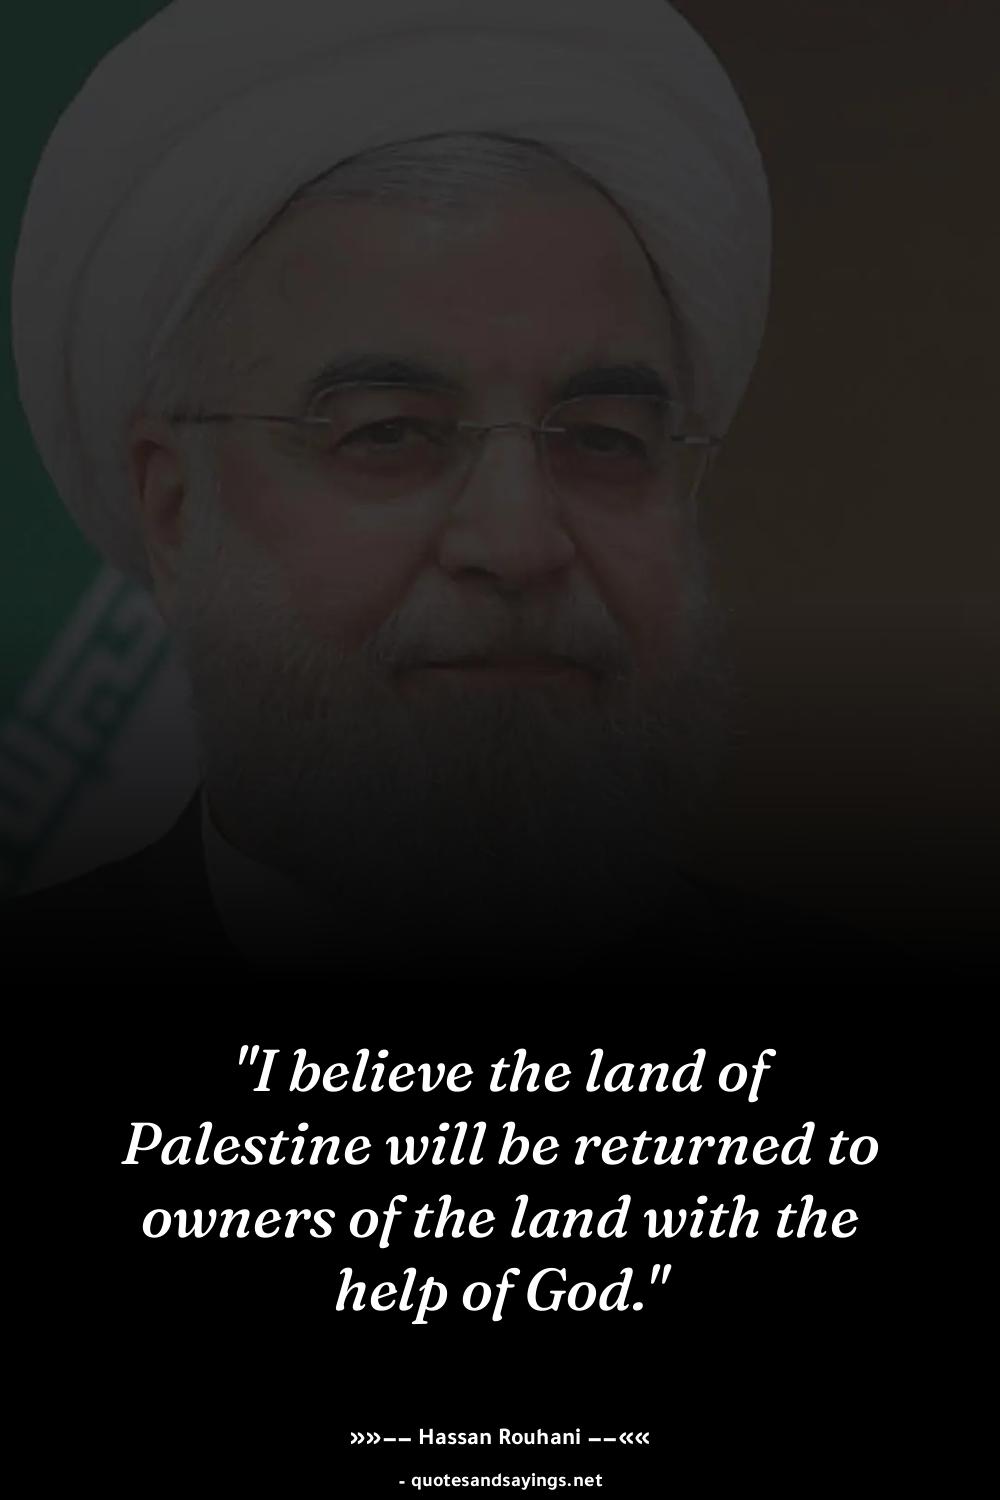 "I believe the land of
Palestine will be returned to
owners of the land with the
help of God."
»»−− Hassan Rouhani −−««
- quotesandsayings.net